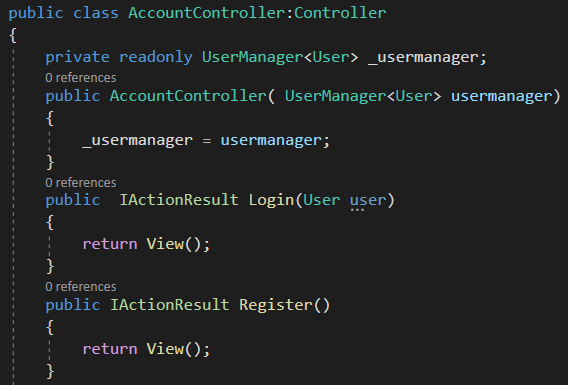 public class AccountController:Controller
{
private readonly UserManager<User> _usermanager;
0 references
public AccountController( UserManager<User> usermanager)
{
_usermanager = usermanager;
}
0 references
public  IActionResult Login(User user)
{
return View();
}
0 references
public IActionResult Register()
{
return View();
}